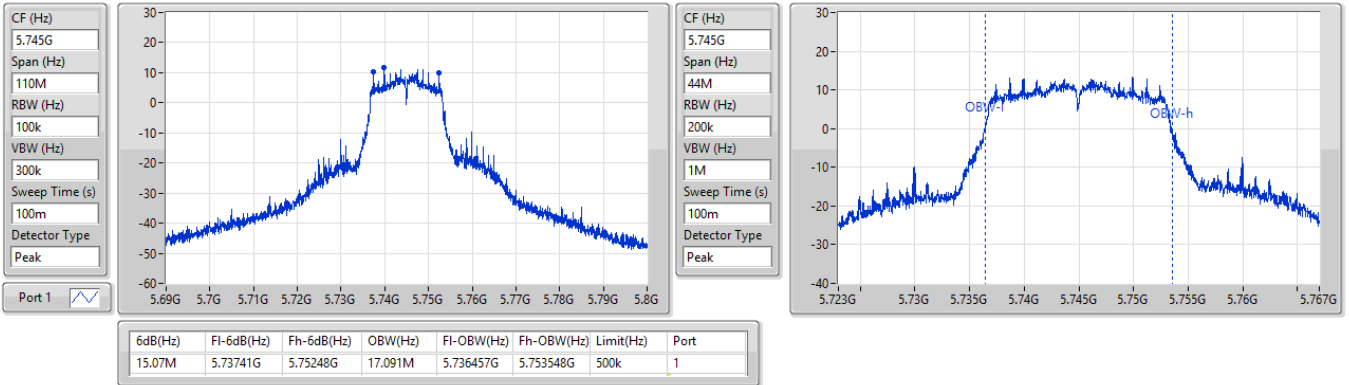 CF (Hz)
5.745G
Span (Hz)
110M
RBW (Hz)
100k
VBW (Hz)
300k
Sweep Time (s)
100m
Detector Type
Peak
Port 1
30
20
10
0
-10
-20
-30
-40
-50
-60
5.69G 5.7G 5.71G 5.72G 5.73G 5.74G 5.75G 5.76G 5.77G 5.78G 5.79G 5.8G
CF (Hz)
5.745G
Span (Hz)
44M
RBW (Hz)
200k
VBW (Hz)
1M
Sweep Time (s)
100m
Detector Type
Peak
30
20
10
0
-10
-20
-30
-40
OBW-l
OBW-h
5.723G 5.73G 5.735G 5.74G 5.745G 5.75G 5.755G 5.76G 5.767G
6dB(Hz) Fl-6dB(Hz) Fh-6dB(Hz) OBW(Hz) Fl-OBW(Hz) Fh-OBW(Hz) Limit(Hz) Port
15.07M 5.73741G 5.75248G 17.091M 5.736457G 5.753548G 500k 1